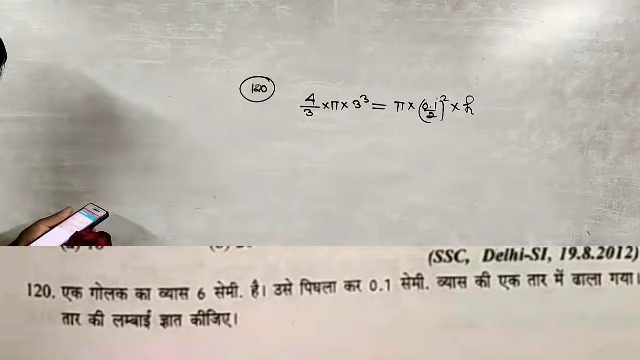 120
4/3 × π × 3³ = π × (0.1/2)² × h
(SSC, Delhi-SI, 19.8.2012)
120. एक गोलक का व्यास 6 सेमी. है। उसे पिघला कर 0.1 सेमी. व्यास की एक तार में ढाला गया।
तार की लम्बाई ज्ञात कीजिए।